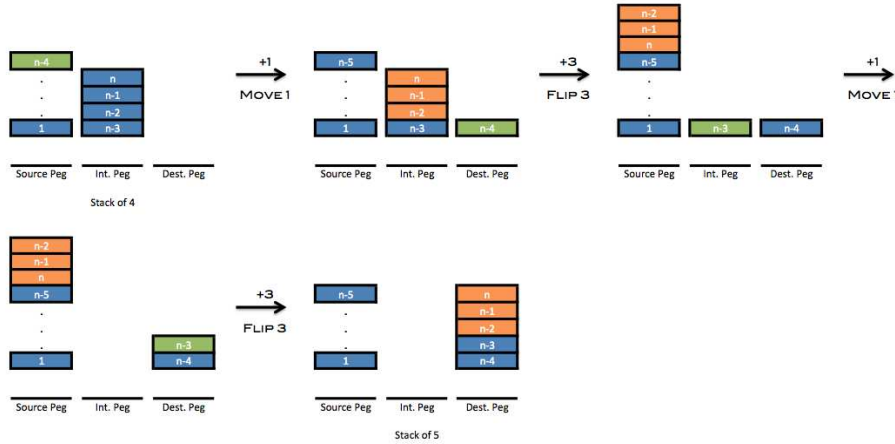 n-4
.
.
.
1
n
n-1
n-2
n-3
Source Peg Int. Peg Dest. Peg
Stack of 4
+1
MOVE 1
n-5
.
.
.
1
n
n-1
n-2
n-3
n-4
Source Peg Int. Peg Dest. Peg
+3
FLIP 3
n-2
n-1
n
n-5
.
.
.
1
n-3
n-4
Source Peg Int. Peg Dest. Peg
+1
MOVE 1
n-2
n-1
n
n-5
.
.
.
1
n-3
n-4
Source Peg Int. Peg Dest. Peg
+3
FLIP 3
n-5
.
.
.
1
n
n-1
n-2
n-3
n-4
Source Peg Int. Peg Dest. Peg
Stack of 5